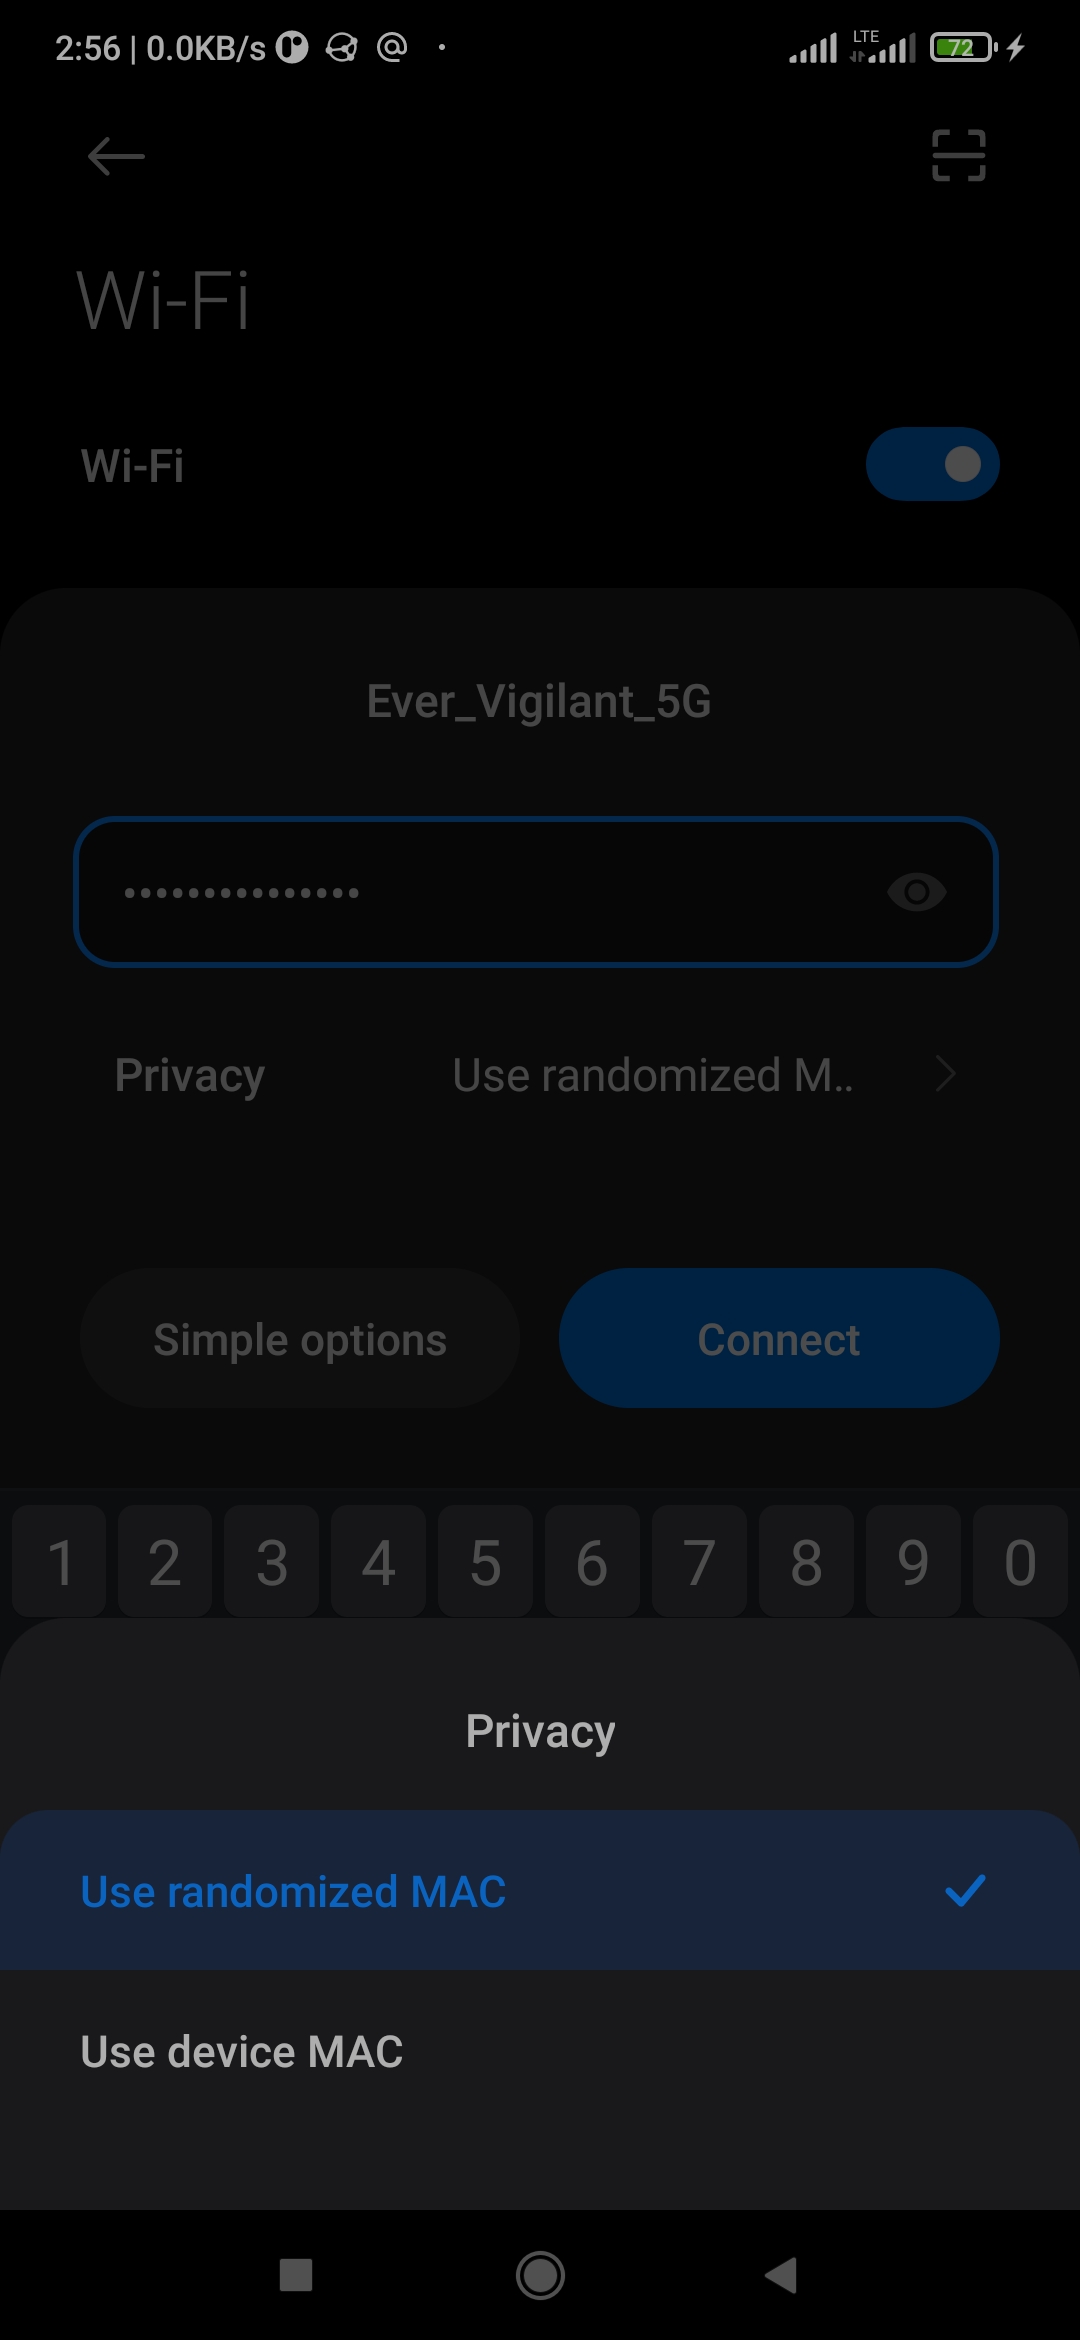 2:56 | 0.0KB/s LTE 72
Wi-Fi
Wi-Fi
Ever_Vigilant_5G
•••••••••••••••
Privacy Use randomized M..
Simple options Connect
1 2 3 4 5 6 7 8 9 0
Privacy
Use randomized MAC
Use device MAC